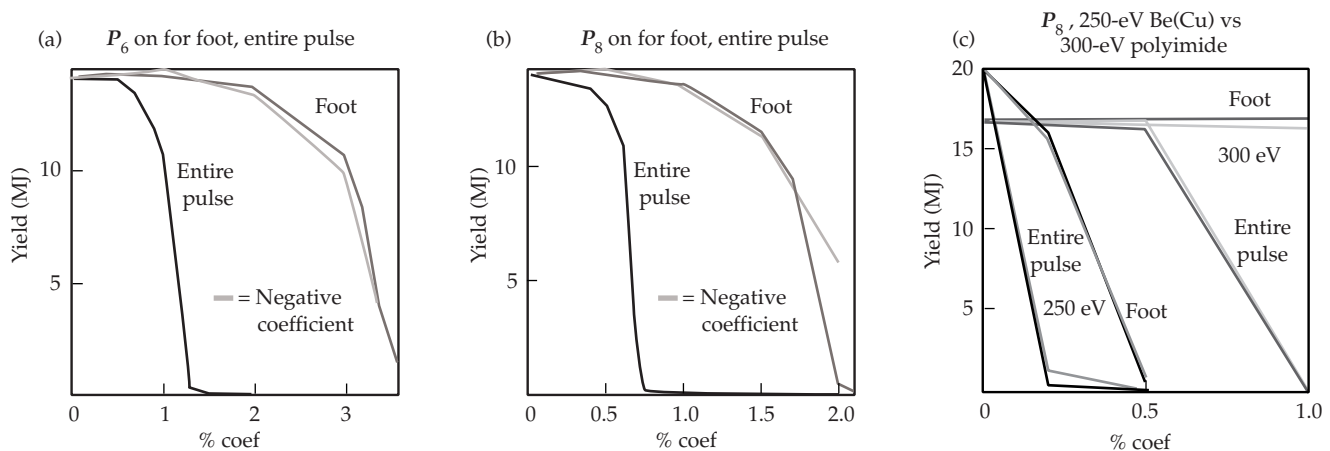 (a) P6 on for foot, entire pulse
Yield (MJ)
10
5
Foot
Entire
pulse
= Negative
coefficient
0 1 2 3
% coef
(b) P8 on for foot, entire pulse
Yield (MJ)
10
5
Foot
Entire
pulse
= Negative
coefficient
0 0.5 1.0 1.5 2.0
% coef
(c) P8 , 250-eV Be(Cu) vs
300-eV polyimide
Yield (MJ)
20
15
20
5
Foot
300 eV
Entire
pulse
250 eV
Foot
Entire
pulse
0 0.5 1.0
% coef